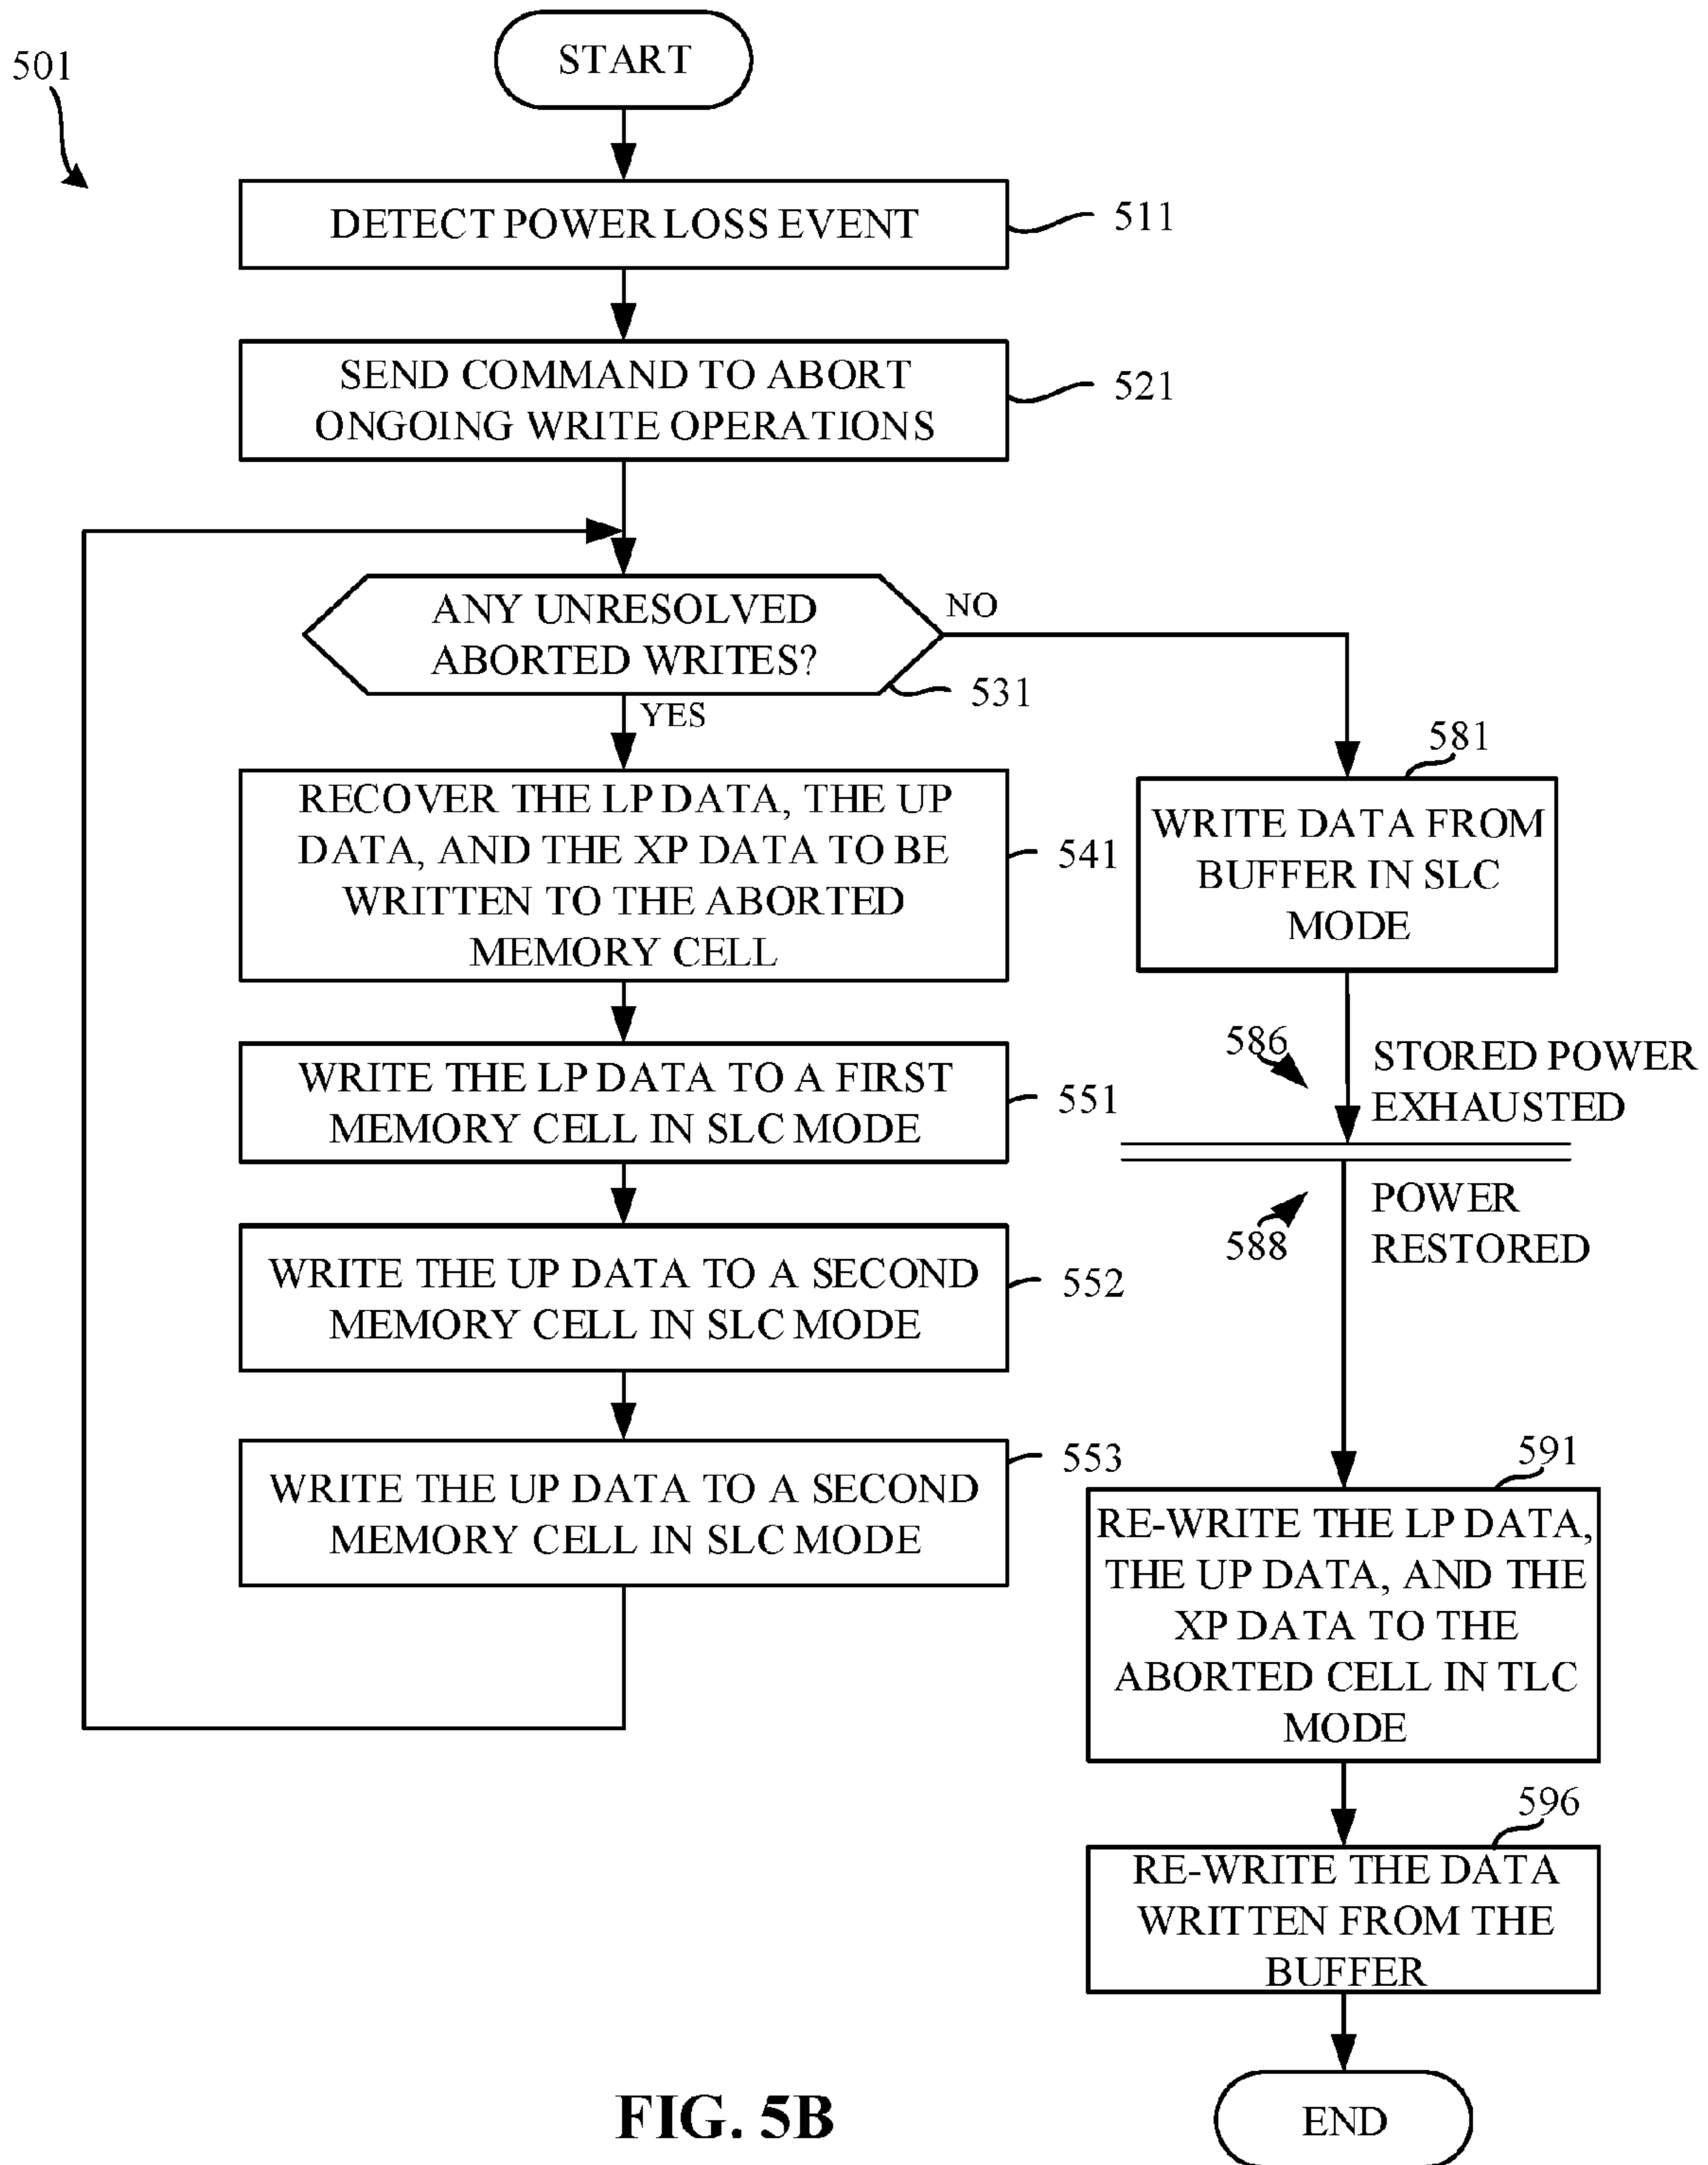 501
START
DETECT POWER LOSS EVENT
511
SEND COMMAND TO ABORT
ONGOING WRITE OPERATIONS
521
ANY UNRESOLVED
ABORTED WRITES?
NO
531
YES
RECOVER THE LP DATA, THE UP
DATA, AND THE XP DATA TO BE
WRITTEN TO THE ABORTED
MEMORY CELL
541
WRITE THE LP DATA TO A FIRST
MEMORY CELL IN SLC MODE
551
WRITE THE UP DATA TO A SECOND
MEMORY CELL IN SLC MODE
552
WRITE THE UP DATA TO A SECOND
MEMORY CELL IN SLC MODE
553
581
WRITE DATA FROM
BUFFER IN SLC
MODE
586
STORED POWER
EXHAUSTED
588
POWER
RESTORED
591
RE-WRITE THE LP DATA,
THE UP DATA, AND THE
XP DATA TO THE
ABORTED CELL IN TLC
MODE
596
RE-WRITE THE DATA
WRITTEN FROM THE
BUFFER
END
FIG. 5B